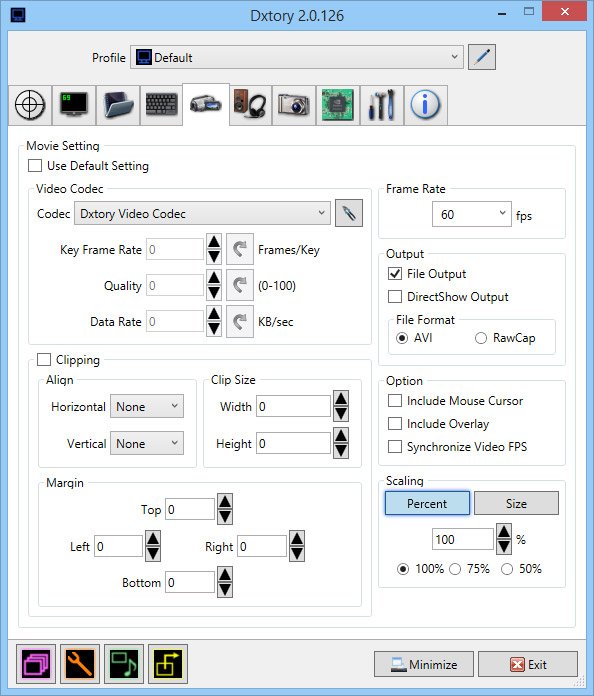 Dxtory 2.0.126
Profile Default
69
Movie Setting
Use Default Setting
Video Codec
Codec Dxtory Video Codec
Key Frame Rate 0 Frames/Key
Quality 0 (0-100)
Data Rate 0 KB/sec
Frame Rate
60 fps
Output
File Output
DirectShow Output
File Format
AVI RawCap
Clipping
Align
Horizontal None
Vertical None
Clip Size
Width 0
Height 0
Option
Include Mouse Cursor
Include Overlay
Synchronize Video FPS
Margin
Top 0
Left 0 Right 0
Bottom 0
Scaling
Percent Size
100 %
100% 75% 50%
Minimize Exit